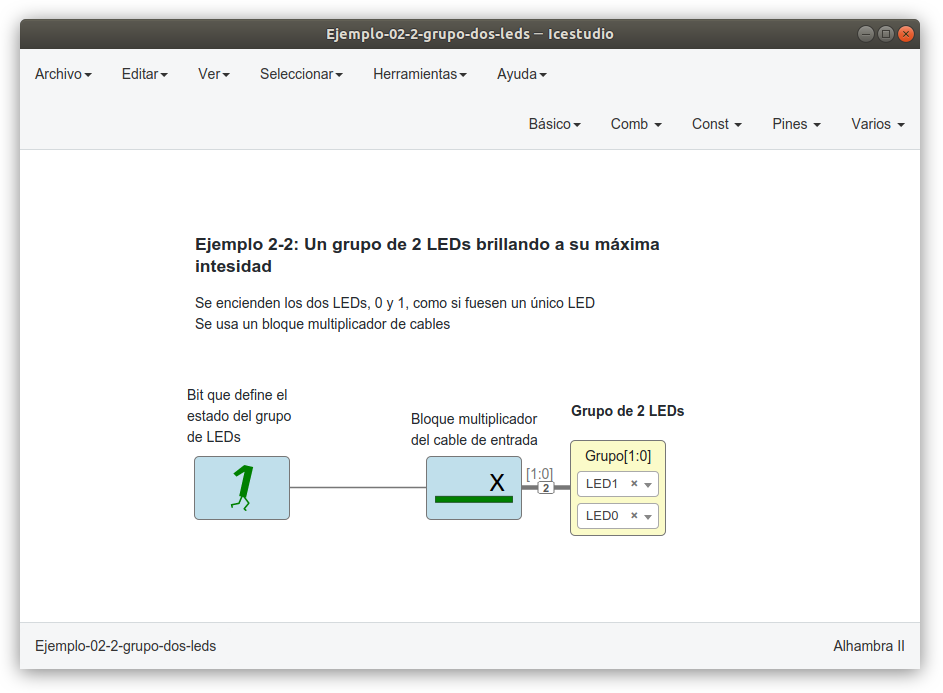 Ejemplo-02-2-grupo-dos-leds — Icestudio
Archivo Editar Ver Seleccionar Herramientas Ayuda
Básico Comb Const Pines Varios
Ejemplo 2-2: Un grupo de 2 LEDs brillando a su máxima
intesidad
Se encienden los dos LEDs, 0 y 1, como si fuesen un único LED
Se usa un bloque multiplicador de cables
Bit que define el
estado del grupo
de LEDs
1
Bloque multiplicador
del cable de entrada
X
[1:0]
2
Grupo de 2 LEDs
Grupo[1:0]
LED1 ×
LED0 ×
Ejemplo-02-2-grupo-dos-leds
Alhambra II